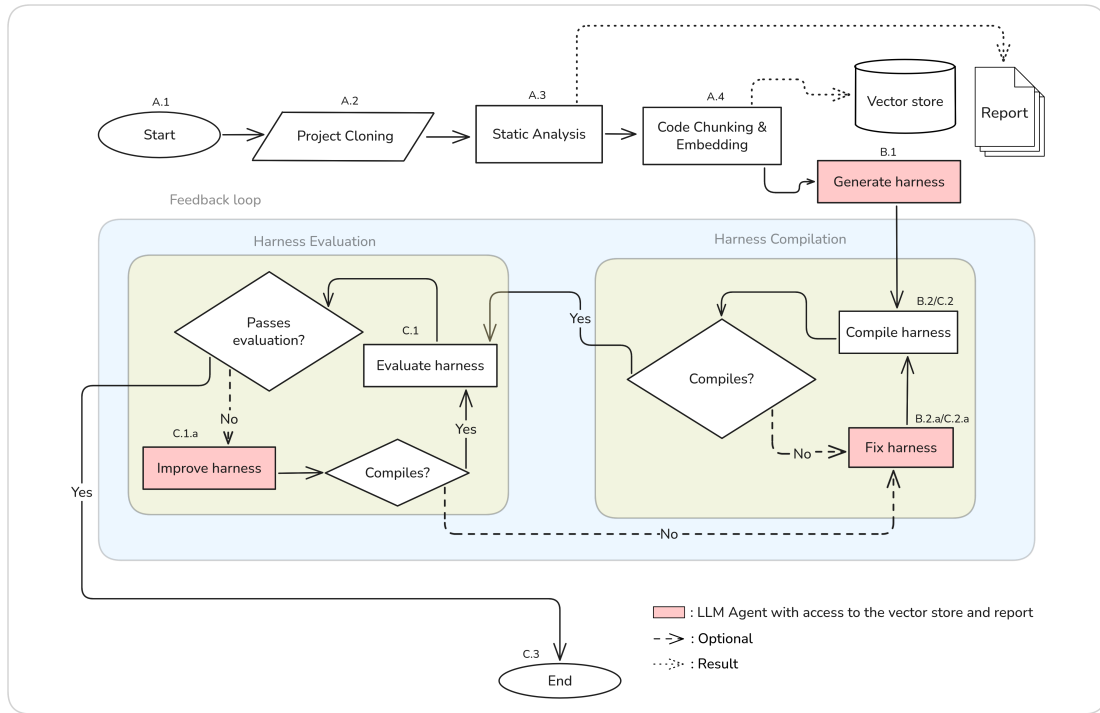 A.1
Start
A.2
Project Cloning
A.3
Static Analysis
A.4
Code Chunking &
Embedding
Vector store
Report
B.1
Generate harness
Feedback loop
Harness Evaluation
Harness Compilation
Passes
evaluation?
C.1
Evaluate harness
Yes
B.2/C.2
Compile harness
Compiles?
No
B.2.a/C.2.a
Fix harness
No
C.1.a
Improve harness
Compiles?
Yes
No
Yes
C.3
End
: LLM Agent with access to the vector store and report
: Optional
: Result